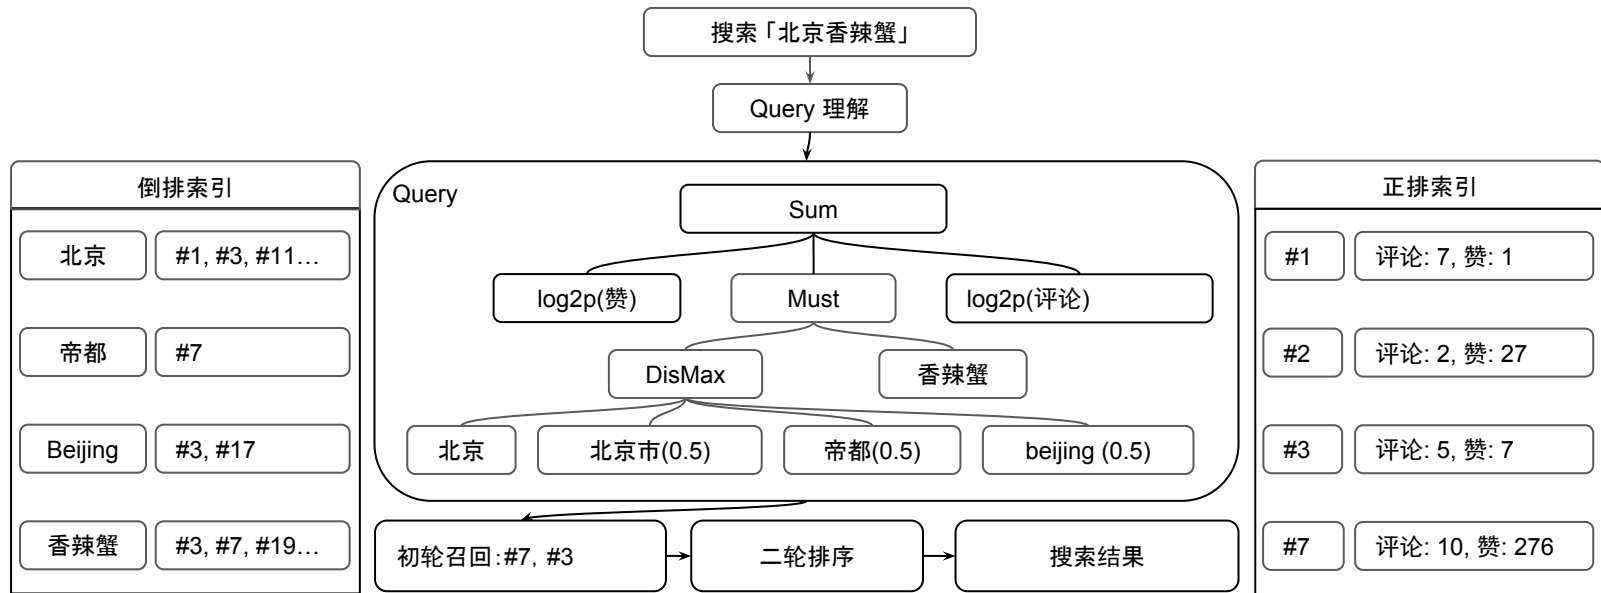 搜索「北京香辣蟹」
Query 理解
倒排索引
北京 #1, #3, #11…
帝都 #7
Beijing #3, #17
香辣蟹 #3, #7, #19…
Query
Sum
log2p(赞) Must log2p(评论)
DisMax 香辣蟹
北京 北京市(0.5) 帝都(0.5) beijing (0.5)
初轮召回：#7, #3 二轮排序 搜索结果
正排索引
#1 评论: 7, 赞: 1
#2 评论: 2, 赞: 27
#3 评论: 5, 赞: 7
#7 评论: 10, 赞: 276